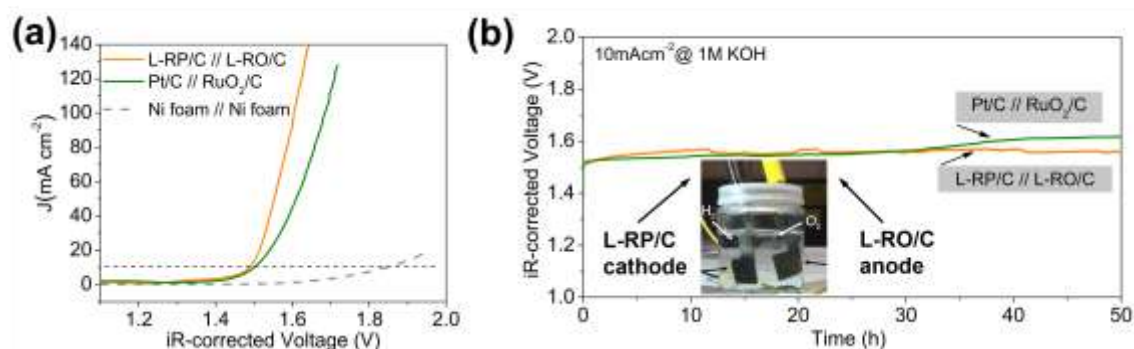 (a)
140
120
100
80
60
40
20
0
J(mA cm⁻²)
L-RP/C // L-RO/C
Pt/C // RuO₂/C
Ni foam // Ni foam
1.2 1.4 1.6 1.8 2.0
iR-corrected Voltage (V)
(b)
10mAcm⁻²@ 1M KOH
2.0
1.8
1.6
1.4
1.2
1.0
iR-corrected Voltage (V)
Pt/C // RuO₂/C
L-RP/C // L-RO/C
L-RP/C
cathode
H₂
O₂
L-RO/C
anode
0 10 20 30 40 50
Time (h)